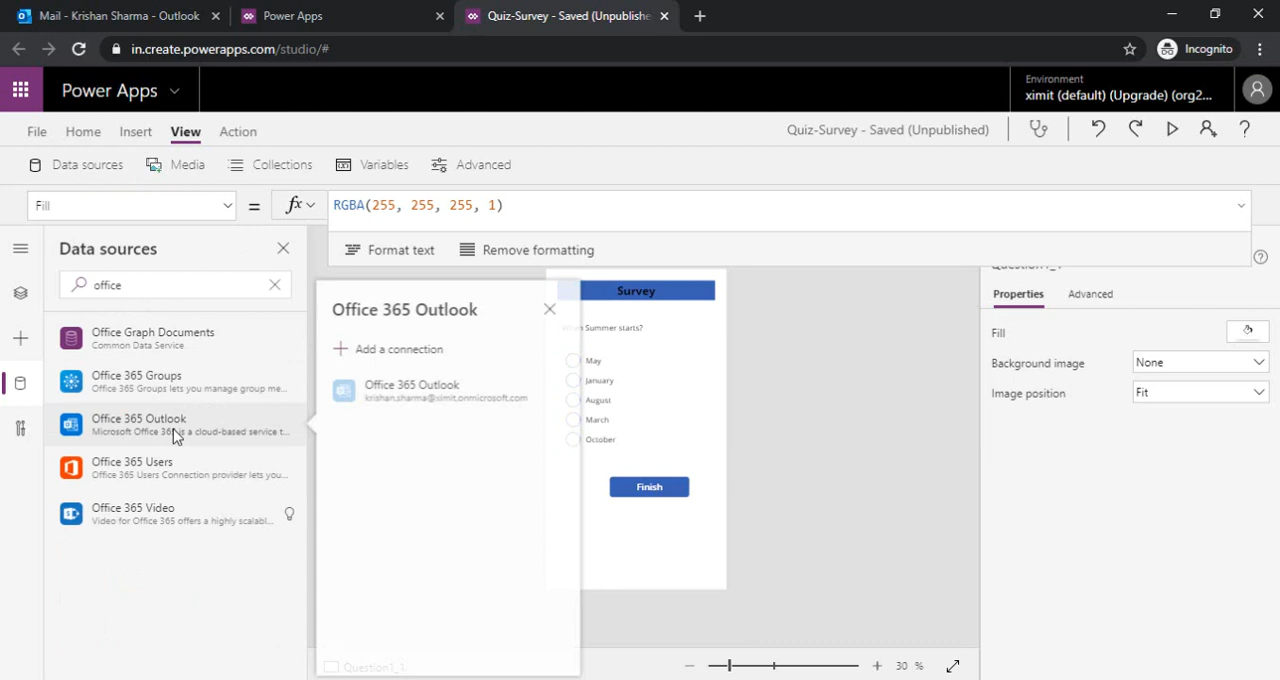 Mail - Krishan Sharma - Outlook
Power Apps
Quiz-Survey - Saved (Unpublishe
in.create.powerapps.com/studio/#
Incognito
Power Apps
Environment
ximit (default) (Upgrade) (org2...
File
Home
Insert
View
Action
Quiz-Survey - Saved (Unpublished)
Data sources
Media
Collections
Variables
Advanced
Fill
=
fx
RGBA(255, 255, 255, 1)
Format text
Remove formatting
Data sources
office
Office Graph Documents
Common Data Service
Office 365 Groups
Office 365 Groups lets you manage group me...
Office 365 Outlook
Microsoft Office 365 is a cloud-based service t...
Office 365 Users
Office 365 Users Connection provider lets you...
Office 365 Video
Video for Office 365 offers a highly scalabl...
Office 365 Outlook
Add a connection
Office 365 Outlook
krishan.sharma@ximit.onmicrosoft.com
Question1_1
Survey
Summer starts?
May
January
August
March
October
Finish
30 %
Question1_1
Properties
Advanced
Fill
Background image
None
Image position
Fit